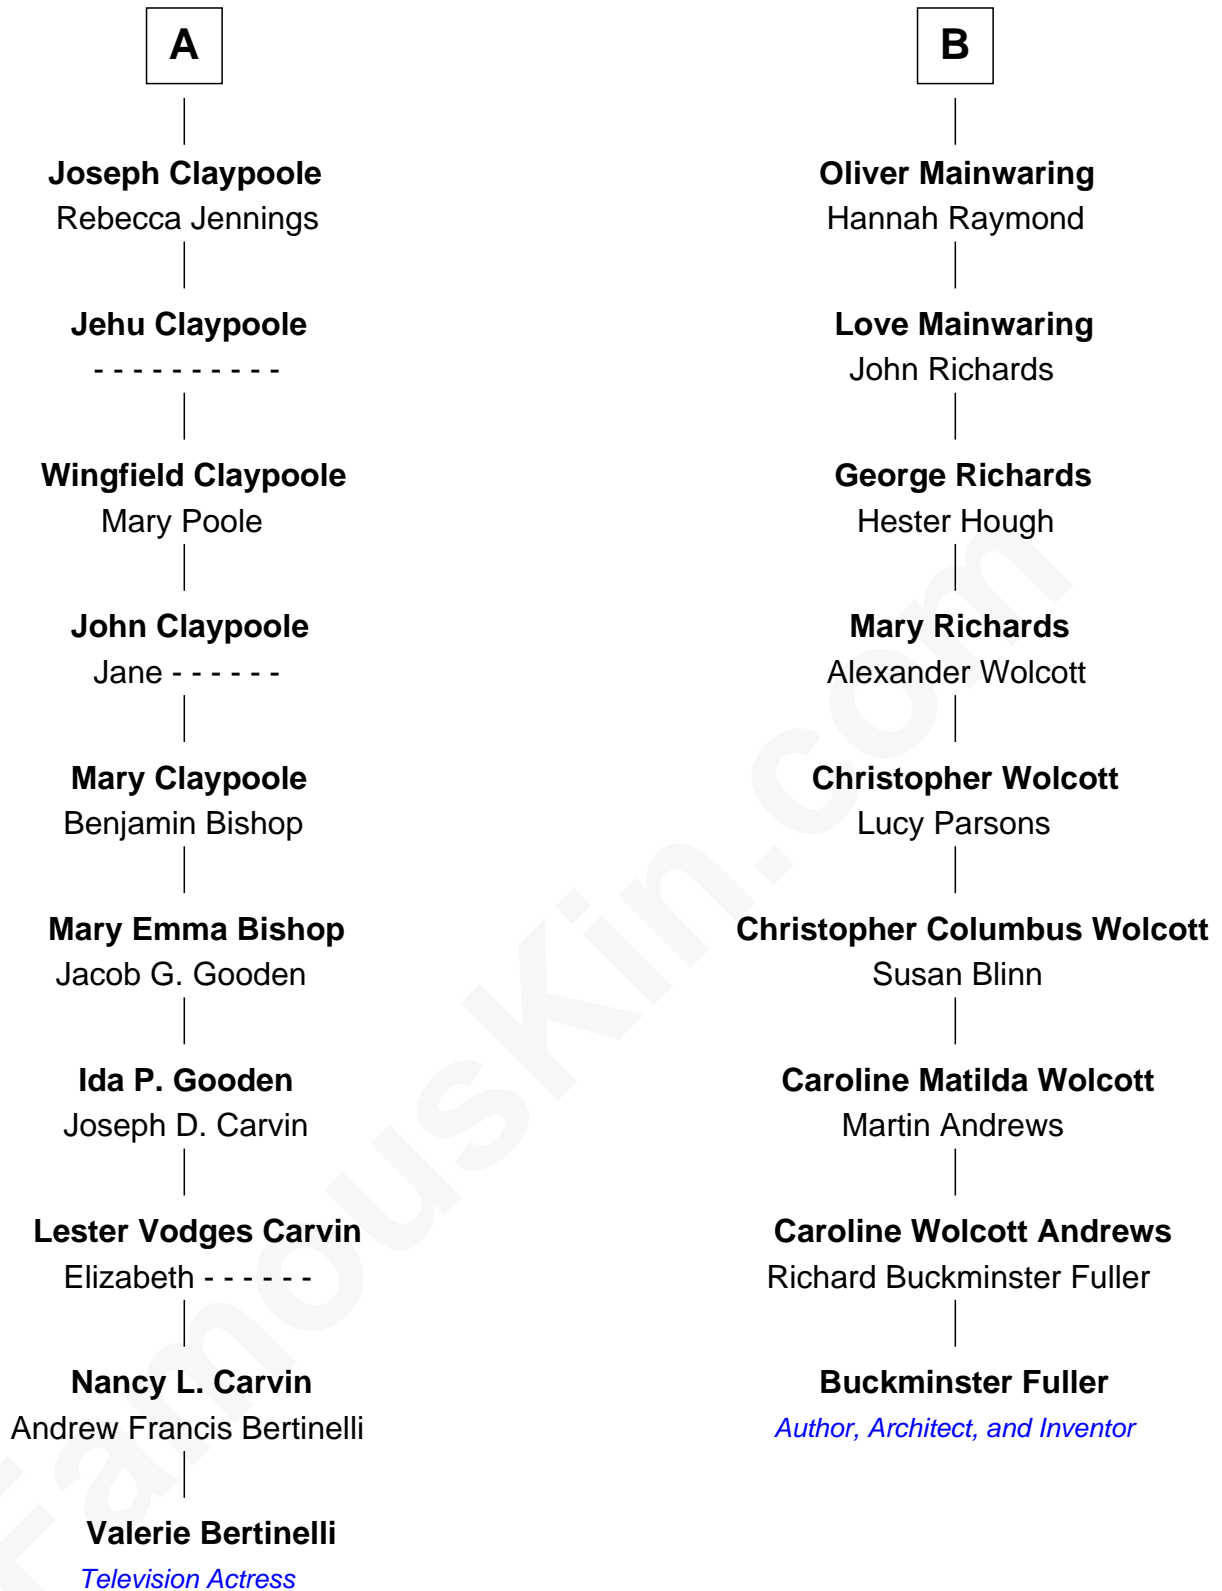 A
Joseph Claypoole
Rebecca Jennings
Jehu Claypoole
- - - - - - - - - -
Wingfield Claypoole
Mary Poole
John Claypoole
Jane - - - - - -
Mary Claypoole
Benjamin Bishop
Mary Emma Bishop
Jacob G. Gooden
Ida P. Gooden
Joseph D. Carvin
Lester Vodges Carvin
Elizabeth - - - - - -
Nancy L. Carvin
Andrew Francis Bertinelli
Valerie Bertinelli
Television Actress
B
Oliver Mainwaring
Hannah Raymond
Love Mainwaring
John Richards
George Richards
Hester Hough
Mary Richards
Alexander Wolcott
Christopher Wolcott
Lucy Parsons
Christopher Columbus Wolcott
Susan Blinn
Caroline Matilda Wolcott
Martin Andrews
Caroline Wolcott Andrews
Richard Buckminster Fuller
Buckminster Fuller
Author, Architect, and Inventor
FamousKin.com